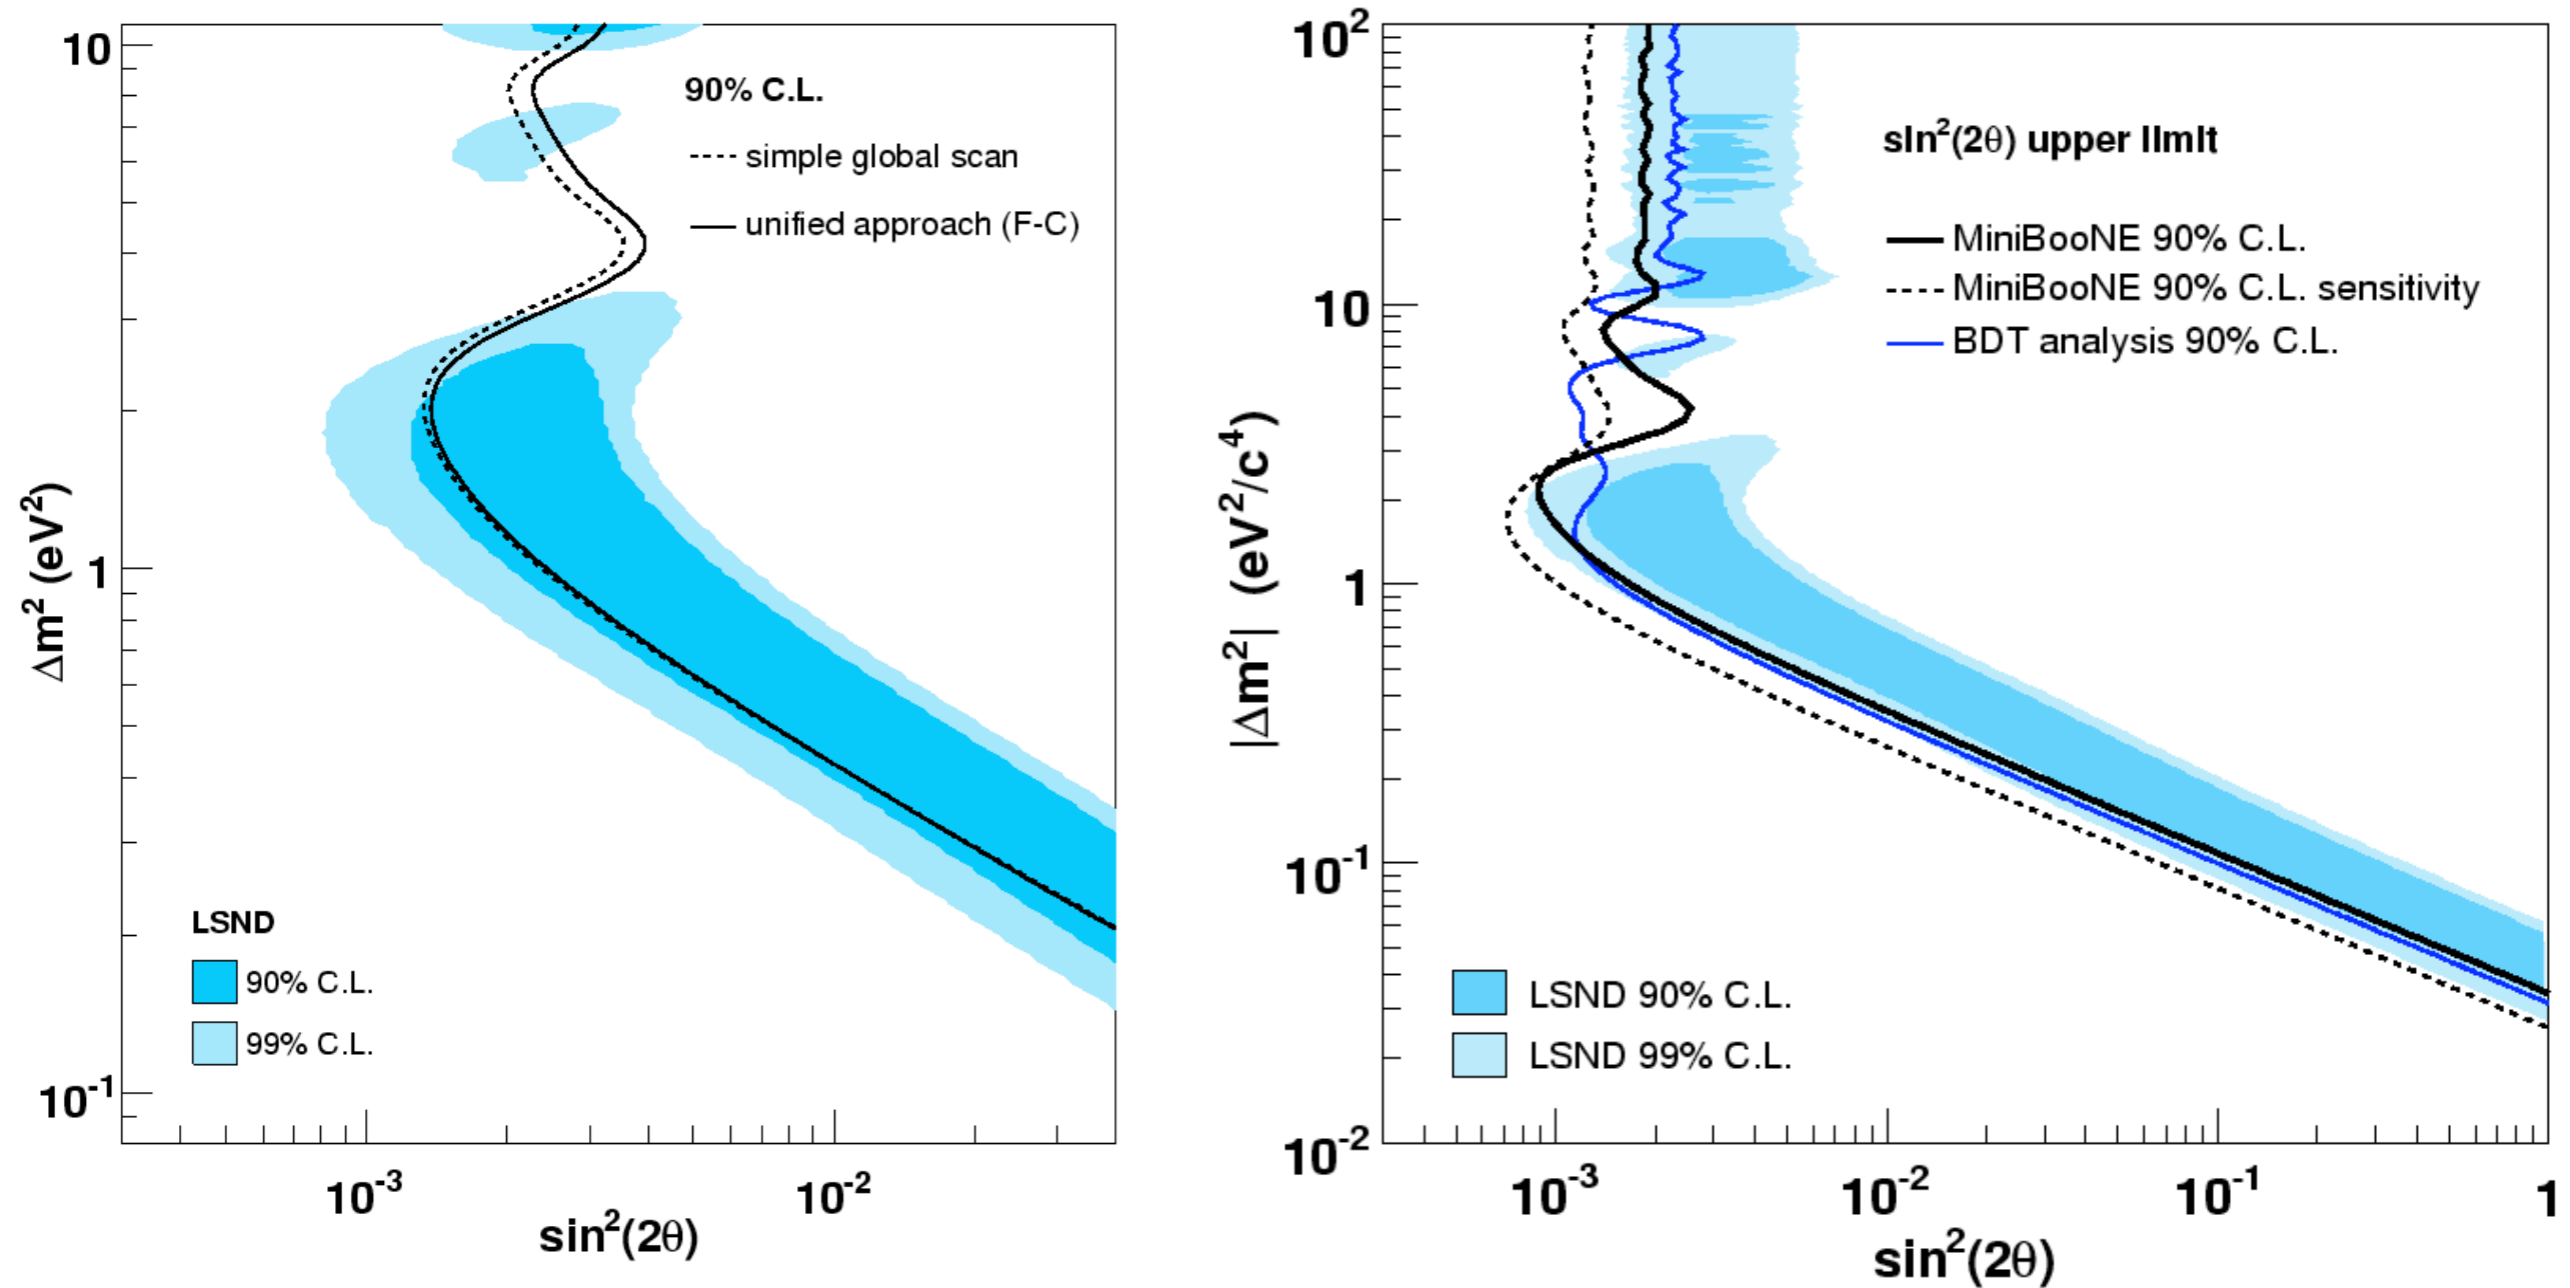 10
1
10⁻¹
Δm² (eV²)
90% C.L.
simple global scan
unified approach (F-C)
LSND
90% C.L.
99% C.L.
10⁻³
10⁻²
sin²(2θ)
10²
10
1
10⁻¹
10⁻²
|Δm²| (eV²/c⁴)
sIn²(2θ) upper lImIt
MiniBooNE 90% C.L.
MiniBooNE 90% C.L. sensitivity
BDT analysis 90% C.L.
LSND 90% C.L.
LSND 99% C.L.
10⁻³
10⁻²
10⁻¹
1
sin²(2θ)